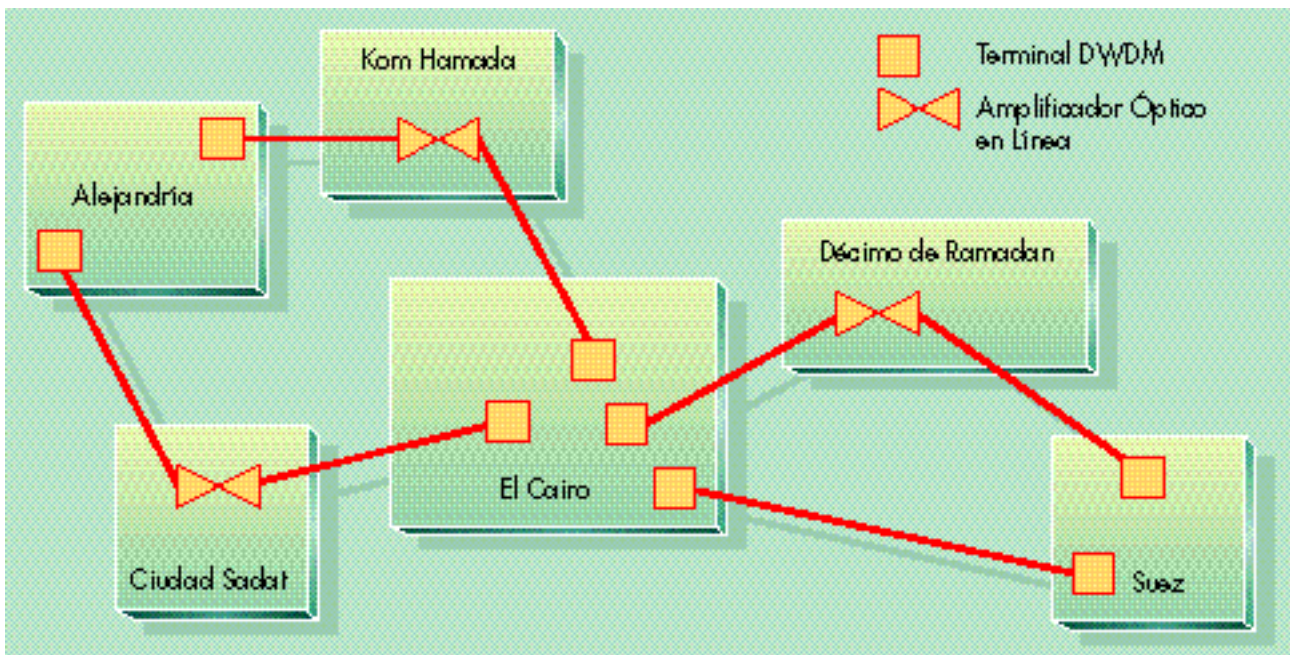 Kom Hamada
Terminal DWDM
Amplificador Óptico
en Línea
Alejandría
Décimo de Ramadan
El Cairo
Ciudad Sadat
Suez